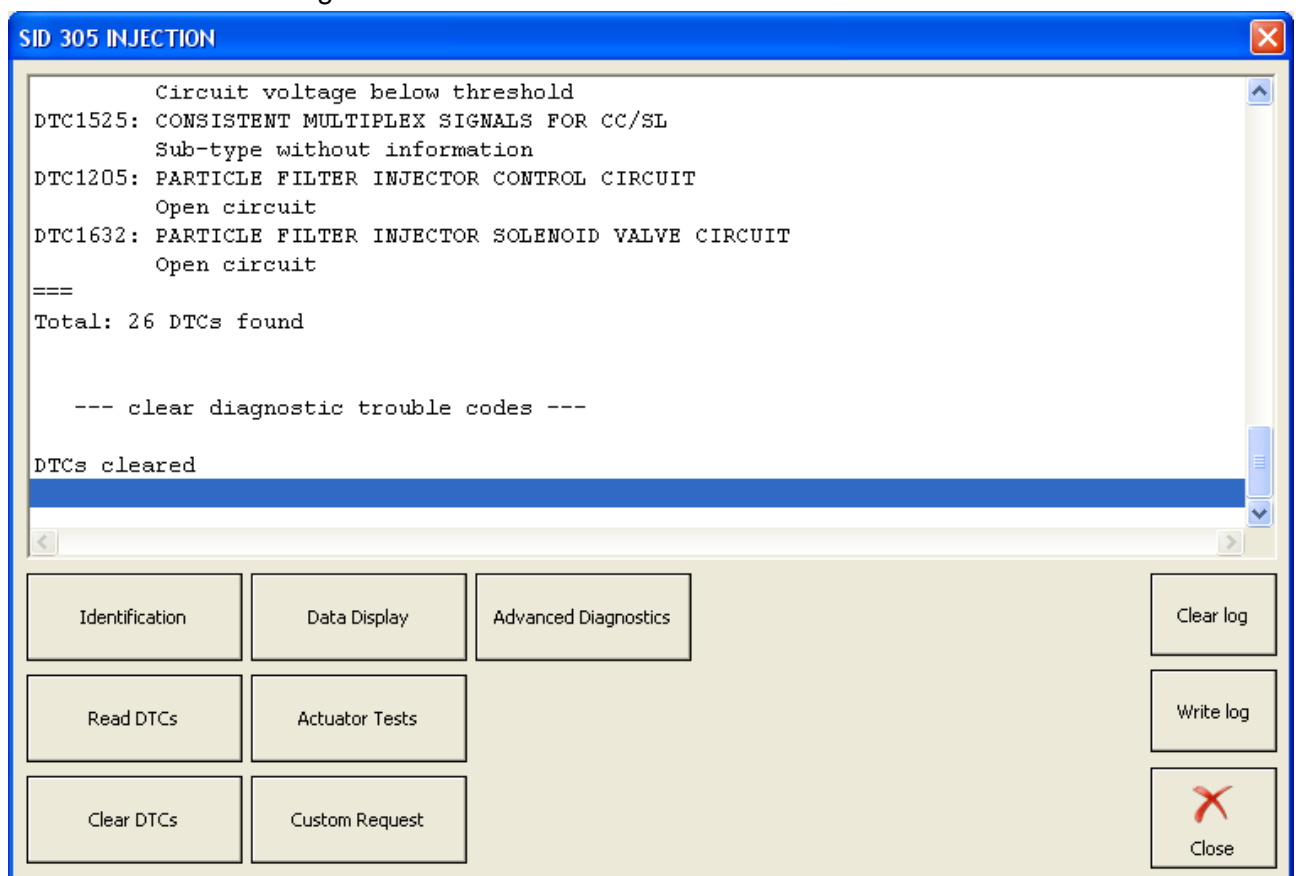 SID 305 INJECTION
Circuit voltage below threshold
DTC1525: CONSISTENT MULTIPLEX SIGNALS FOR CC/SL
Sub-type without information
DTC1205: PARTICLE FILTER INJECTOR CONTROL CIRCUIT
Open circuit
DTC1632: PARTICLE FILTER INJECTOR SOLENOID VALVE CIRCUIT
Open circuit
===
Total: 26 DTCs found
--- clear diagnostic trouble codes ---
DTCs cleared
Identification
Data Display
Advanced Diagnostics
Clear log
Read DTCs
Actuator Tests
Write log
Clear DTCs
Custom Request
Close